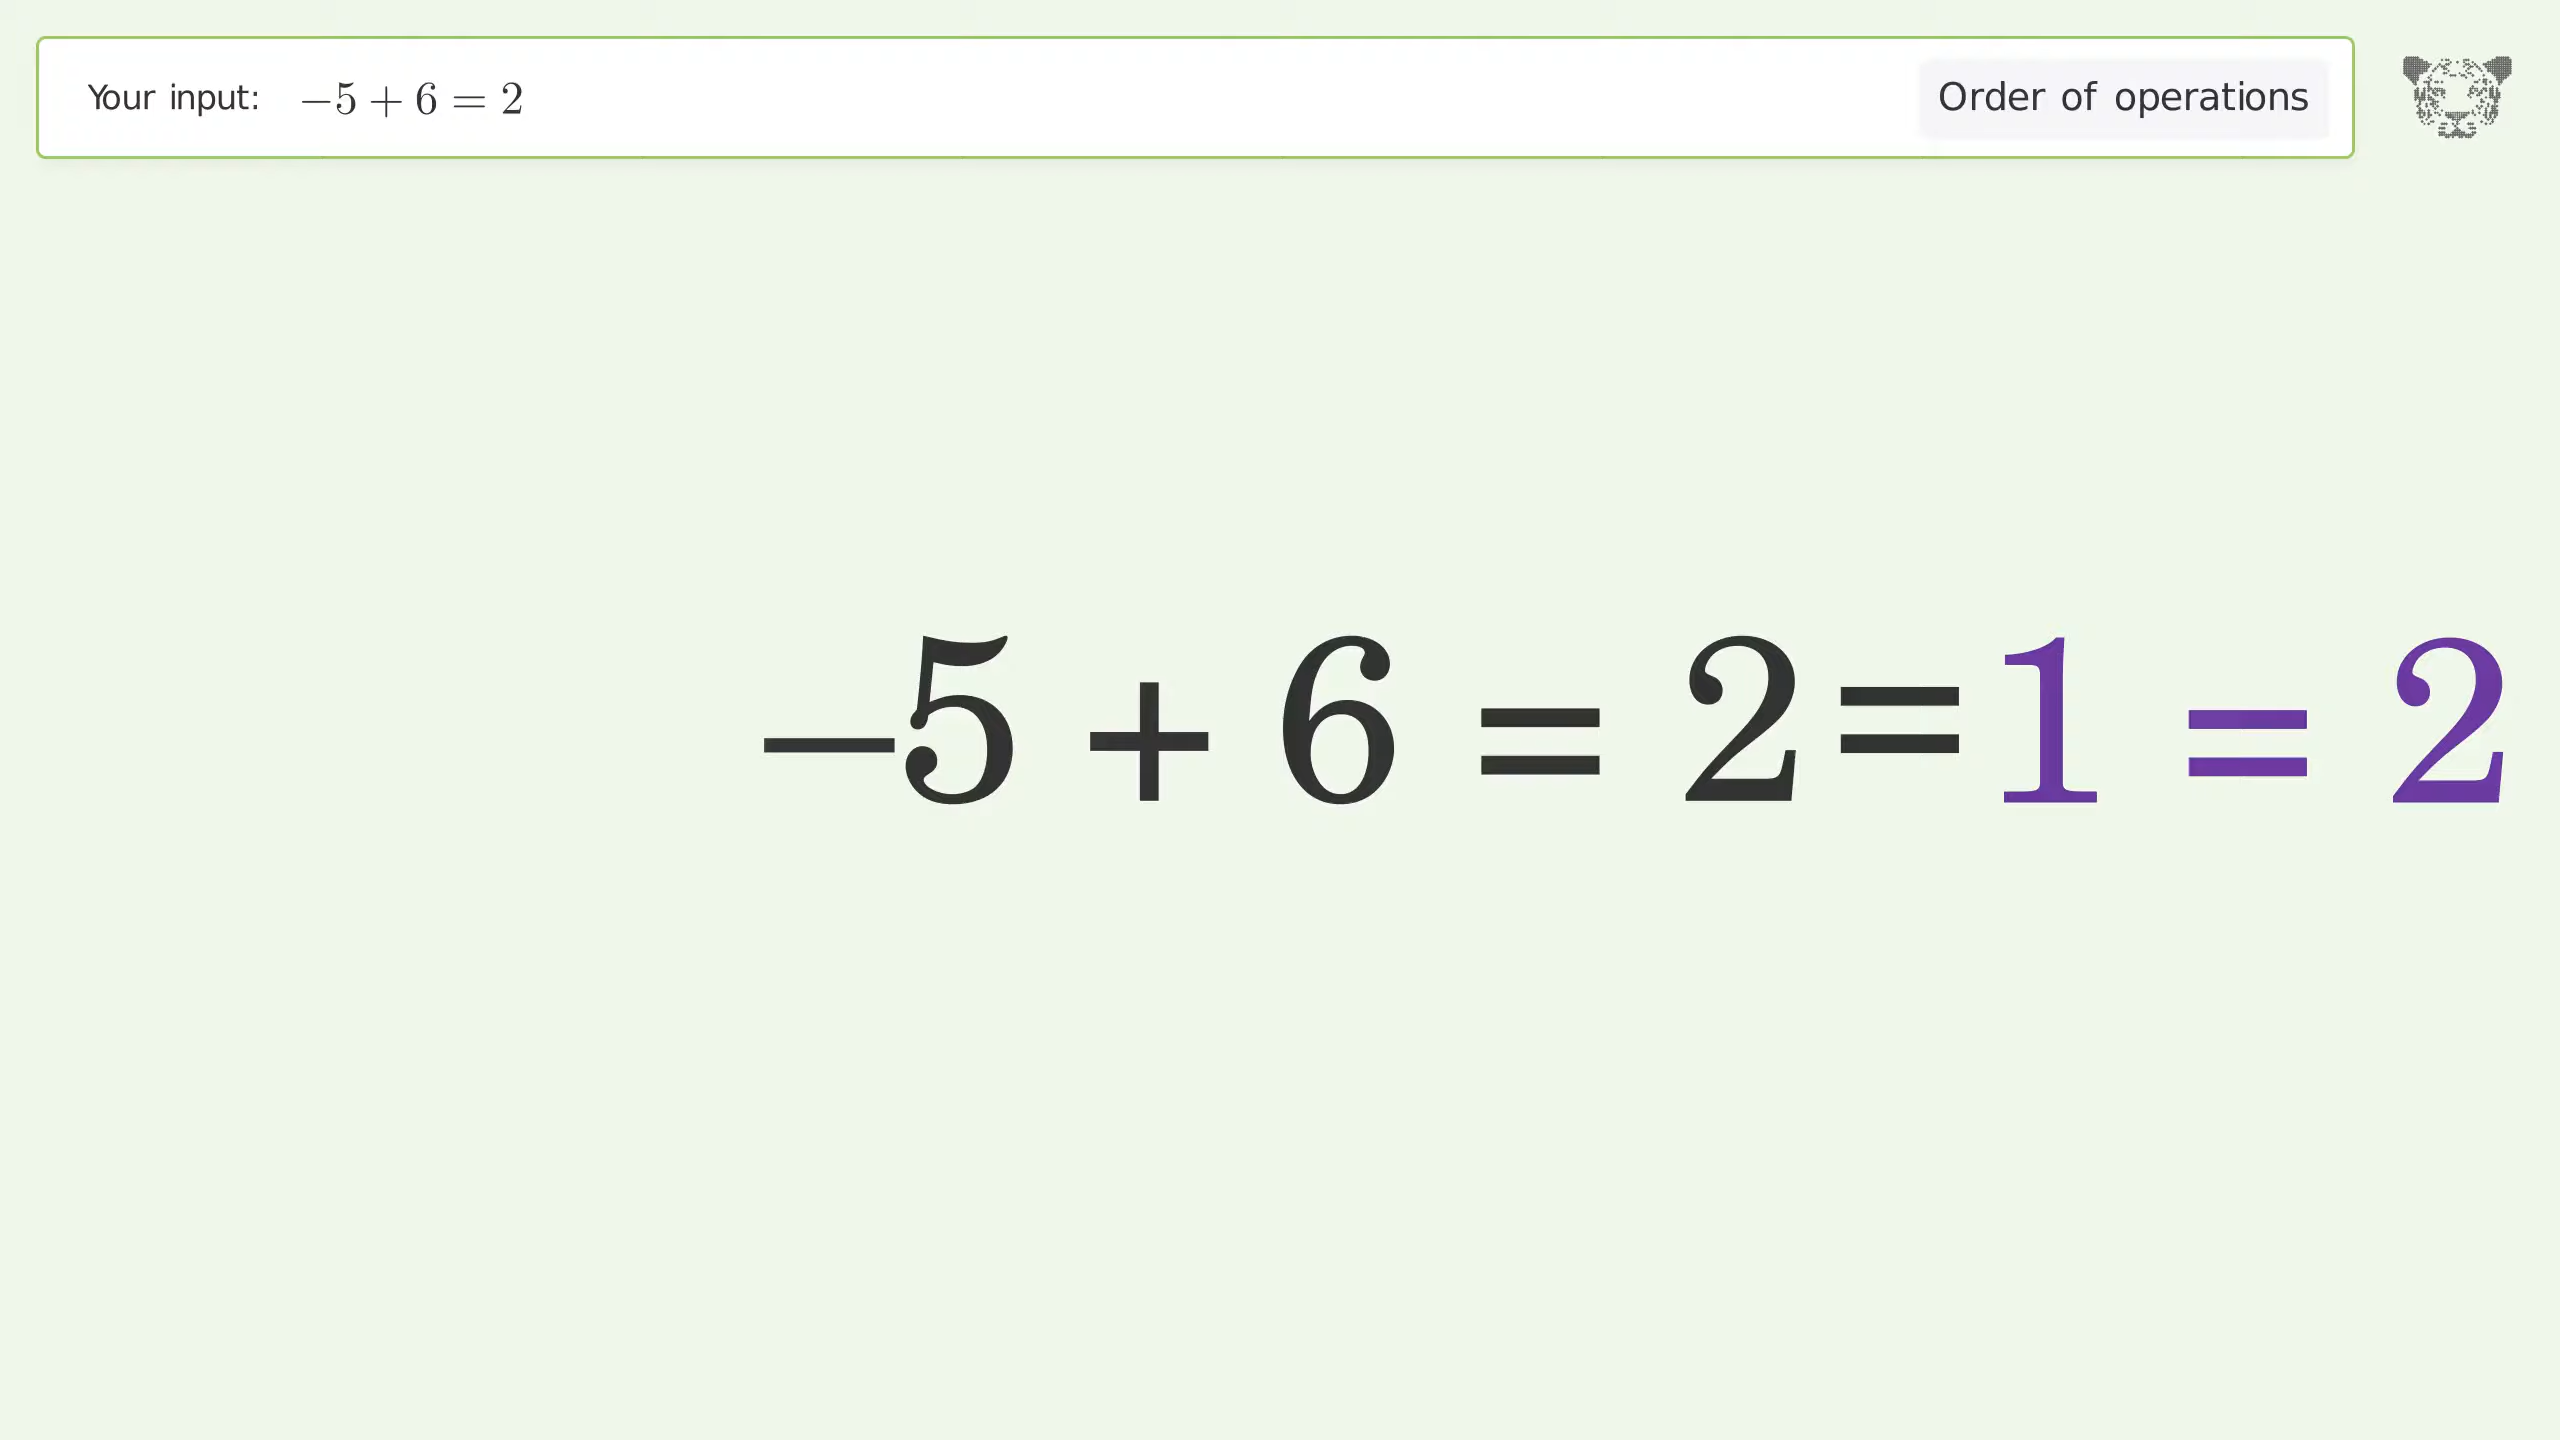 Your input: −5 + 6 = 2 Order of operations
−5 + 6 = 2 = 1 = 2